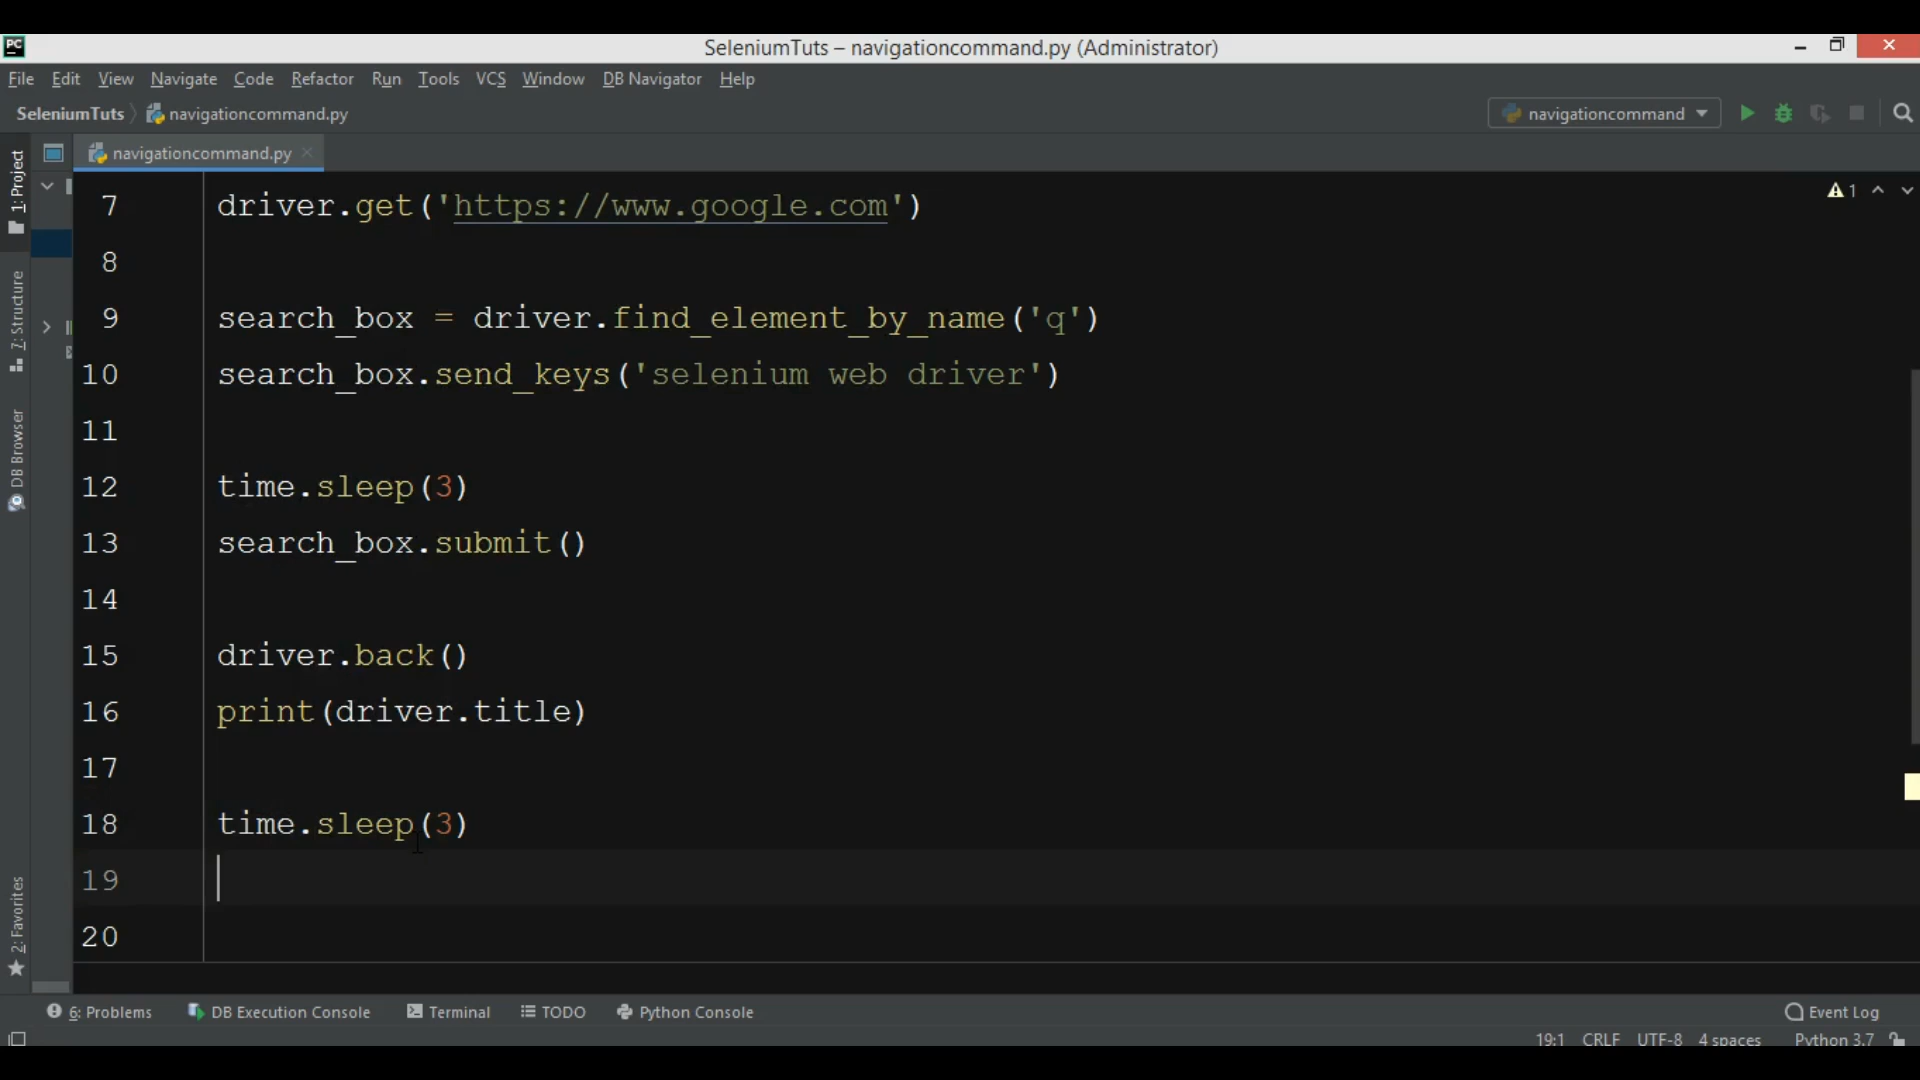 PC
SeleniumTuts – navigationcommand.py (Administrator)
File Edit View Navigate Code Refactor Run Tools VCS Window DB Navigator Help
SeleniumTuts navigationcommand.py
navigationcommand
navigationcommand.py
1: Project
7: Structure
DB Browser
2: Favorites
1
7 driver.get('https://www.google.com')
8
9 search_box = driver.find_element_by_name('q')
10 search_box.send_keys('selenium web driver')
11
12 time.sleep(3)
13 search_box.submit()
14
15 driver.back()
16 print(driver.title)
17
18 time.sleep(3)
19
20
6: Problems DB Execution Console Terminal TODO Python Console Event Log
19:1 CRLF UTF-8 4 spaces Python 3.7